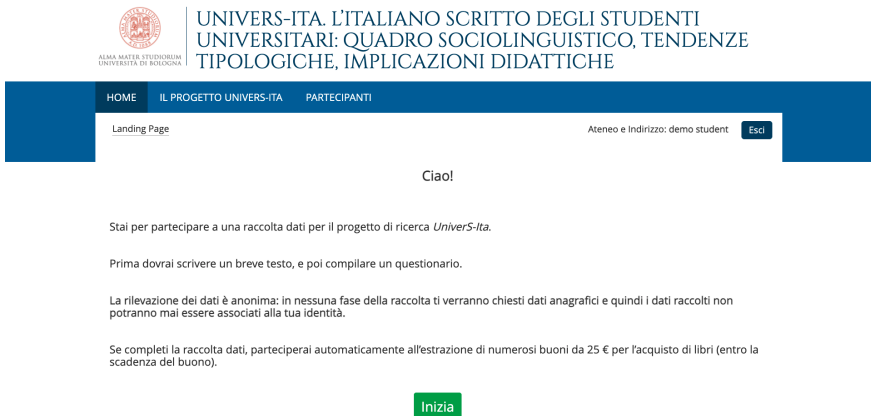 UNIVERS-ITA. L'ITALIANO SCRITTO DEGLI STUDENTI
UNIVERSITARI: QUADRO SOCIOLINGUISTICO, TENDENZE
TIPOLOGICHE, IMPLICAZIONI DIDATTICHE
ALMA MATER STUDIORUM
UNIVERSITÀ DI BOLOGNA
HOME IL PROGETTO UNIVERS-ITA PARTECIPANTI
Landing Page Ateneo e Indirizzo: demo student Esci
Ciao!
Stai per partecipare a una raccolta dati per il progetto di ricerca UniverS-Ita.
Prima dovrai scrivere un breve testo, e poi compilare un questionario.
La rilevazione dei dati è anonima: in nessuna fase della raccolta ti verranno chiesti dati anagrafici e quindi i dati raccolti non
potranno mai essere associati alla tua identità.
Se completi la raccolta dati, parteciperai automaticamente all'estrazione di numerosi buoni da 25 € per l'acquisto di libri (entro la
scadenza del buono).
Inizia